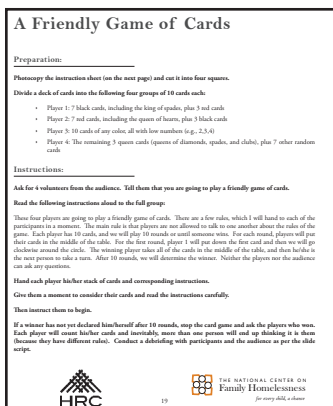 A Friendly Game of Cards
Preparation:
Photocopy the instruction sheet (on the next page) and cut it into four squares.
Divide a deck of cards into the following four groups of 10 cards each:
• Player 1: 7 black cards, including the king of spades, plus 3 red cards
• Player 2: 7 red cards, including the queen of hearts, plus 3 black cards
• Player 3: 10 cards of any color, all with low numbers (e.g., 2,3,4)
• Player 4: The remaining 3 queen cards (queens of diamonds, spades, and clubs), plus 7 other random
cards
Instructions:
Ask for 4 volunteers from the audience. Tell them that you are going to play a friendly game of cards.
Read the following instructions aloud to the full group:
These four players are going to play a friendly game of cards. There are a few rules, which I will hand to each of the
participants in a moment. The main rule is that players are not allowed to talk to one another about the rules of the
game. Each player has 10 cards, and we will play 10 rounds or until someone wins. For each round, players will put
their cards in the middle of the table. For the first round, player 1 will put down the first card and then we will go
clockwise around the circle. The winning player takes all of the cards in the middle of the table, and then he/she is
the next person to take a turn. After 10 rounds, we will determine the winner. Neither the players nor the audience
can ask any questions.
Hand each player his/her stack of cards and corresponding instructions.
Give them a moment to consider their cards and read the instructions carefully.
Then instruct them to begin.
If a winner has not yet declared him/herself after 10 rounds, stop the card game and ask the players who won.
Each player will count his/her cards and inevitably, more than one person will end up thinking it is them
(because they have different rules). Conduct a debriefing with participants and the audience as per the slide
script.
HRC
19
THE NATIONAL CENTER ON
Family Homelessness
for every child, a chance